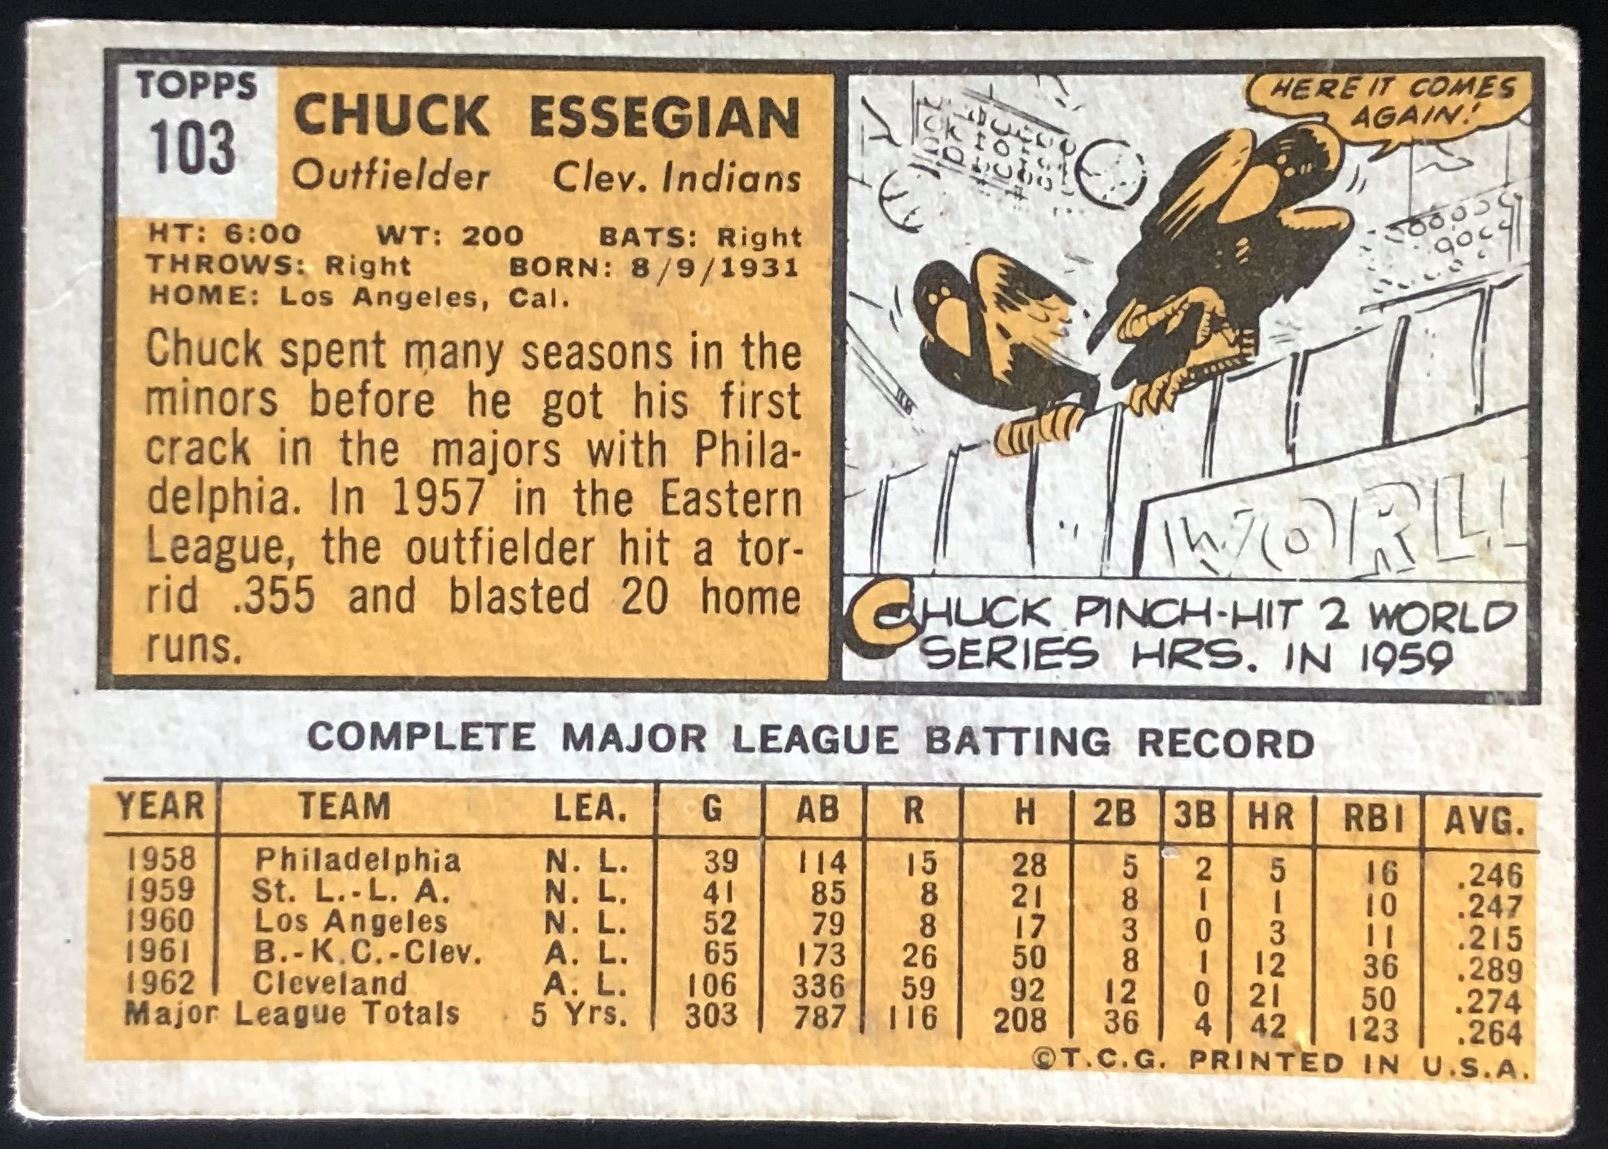 TOPPS
103
CHUCK ESSEGIAN
Outfielder Clev. Indians
HT: 6:00 WT: 200 BATS: Right
THROWS: Right BORN: 8/9/1931
HOME: Los Angeles, Cal.
Chuck spent many seasons in the
minors before he got his first
crack in the majors with Phila-
delphia. In 1957 in the Eastern
League, the outfielder hit a tor-
rid .355 and blasted 20 home
runs.
HERE IT COMES
AGAIN!
WORL
CHUCK PINCH-HIT 2 WORLD
SERIES HRS. IN 1959
COMPLETE MAJOR LEAGUE BATTING RECORD
YEAR TEAM LEA. G AB R H 2B 3B HR RBI AVG.
1958 Philadelphia N. L. 39 114 15 28 5 2 5 16 .246
1959 St. L.-L. A. N. L. 41 85 8 21 8 1 1 10 .247
1960 Los Angeles N. L. 52 79 8 17 3 0 3 11 .215
1961 B.-K.C.-Clev. A. L. 65 173 26 50 8 1 12 36 .289
1962 Cleveland A. L. 106 336 59 92 12 0 21 50 .274
Major League Totals 5 Yrs. 303 787 116 208 36 4 42 123 .264
©T.C.G. PRINTED IN U.S.A.